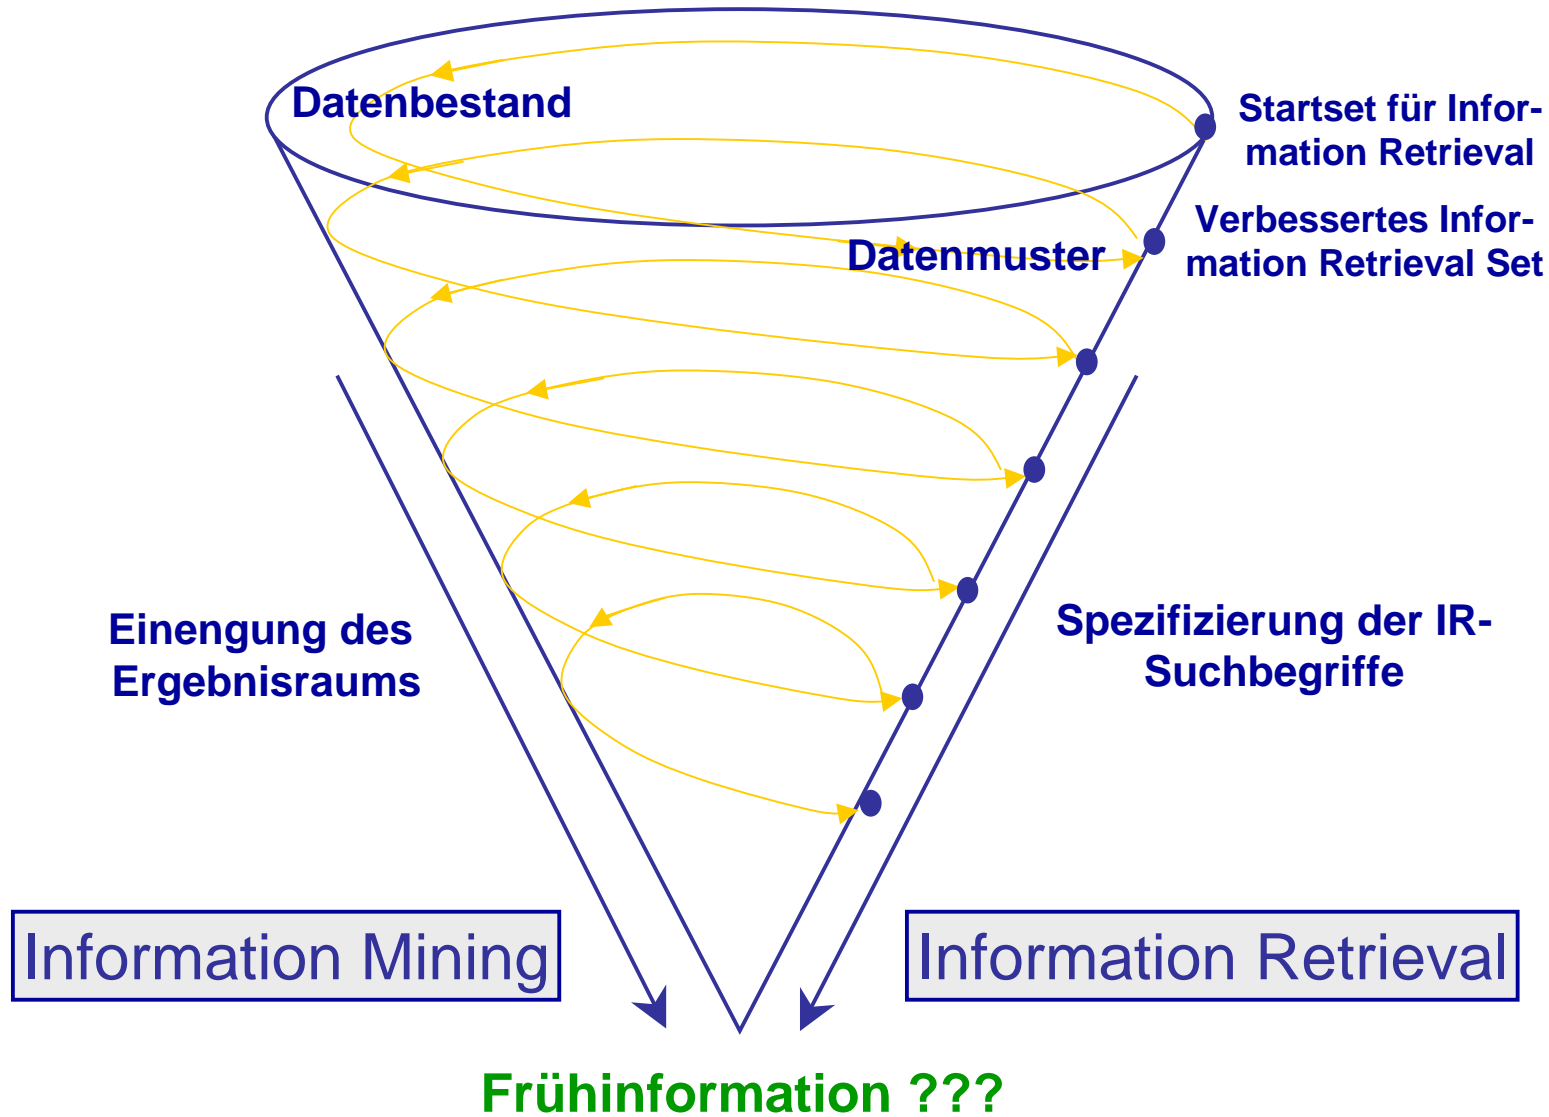 Datenbestand
Startset für Infor-
mation Retrieval
Verbessertes Infor-
mation Retrieval Set
Datenmuster
Einengung des
Ergebnisraums
Spezifizierung der IR-
Suchbegriffe
Information Mining
Information Retrieval
Frühinformation ???